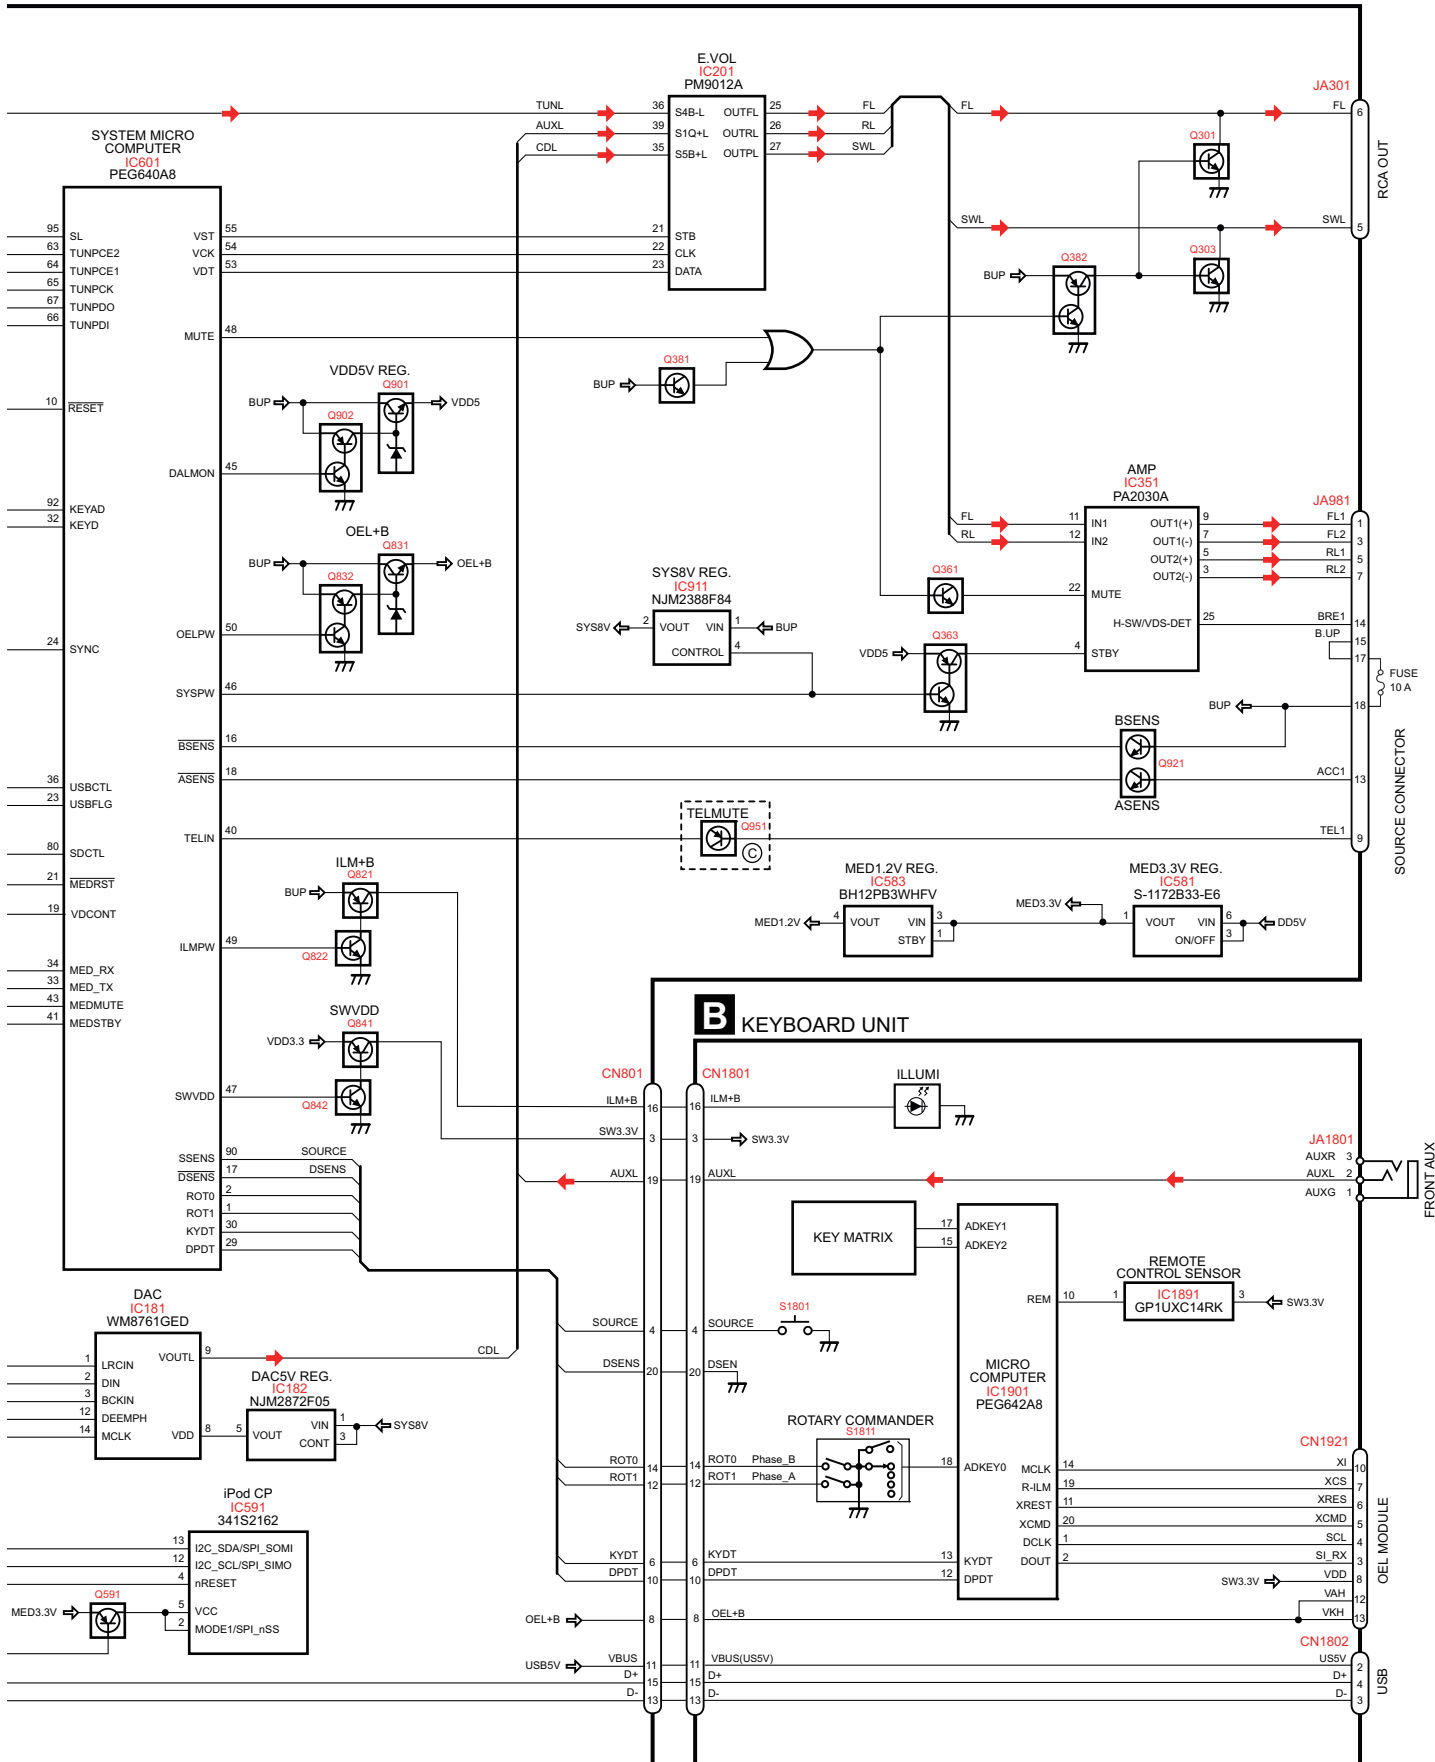 E.VOL
IC201
PM9012A
JA301
TUNL 36 S4B-L OUTFL 25 FL FL FL 6
AUXL 39 S1Q+L OUTRL 26 RL
CDL 35 S5B+L OUTPL 27 SWL
Q301
RCA OUT
SYSTEM MICRO
COMPUTER
IC601
PEG640A8
SWL SWL 5
95 SL VST 55 21 STB
63 TUNPCE2 VCK 54 22 CLK
64 TUNPCE1 VDT 53 23 DATA
65 TUNPCK
67 TUNPDO
66 TUNPDI
Q303
Q382
BUP
MUTE 48
Q381
BUP
VDD5V REG.
Q901
BUP VDD5
Q902
10 RESET
DALMON 45
92 KEYAD
32 KEYD
AMP
IC351
PA2030A
JA981
FL 11 IN1 OUT1(+) 9 FL1 1
RL 12 IN2 OUT1(-) 7 FL2 3
OUT2(+) 5 RL1 5
OUT2(-) 3 RL2 7
OEL+B
Q831
BUP OEL+B
Q832
Q361
22 MUTE
SYS8V REG.
IC911
NJM2388F84
SYS8V 2 VOUT VIN 1 BUP
CONTROL 4
H-SW/VDS-DET 25 BRE1 14
B.UP 15
17
FUSE
10 A
OELPW 50
24 SYNC
Q363
VDD5 4 STBY
SYSPW 46
BUP 18
BSENS
BSENS 16
Q921
ASENS 18 ACC1 13
ASENS
SOURCE CONNECTOR
36 USBCTL
23 USBFLG
TELMUTE
Q951
C
TELIN 40 TEL1 9
80 SDCTL
21 MEDRST
19 VDCONT
ILM+B
Q821
BUP
MED1.2V REG.
IC583
BH12PB3WHFV
MED1.2V 4 VOUT VIN 3
STBY 1
MED3.3V REG.
IC581
S-1172B33-E6
MED3.3V 1 VOUT VIN 6 DD5V
ON/OFF 3
ILMPW 49
Q822
34 MED_RX
33 MED_TX
43 MEDMUTE
41 MEDSTBY
SWVDD
Q841
VDD3.3
B KEYBOARD UNIT
SWVDD 47
Q842
CN801 CN1801
ILLUMI
ILM+B 16 16 ILM+B
SW3.3V 3 3 SW3.3V
AUXL 19 19 AUXL
JA1801
AUXR 3
AUXL 2
AUXG 1
FRONT AUX
SSENS 90 SOURCE
DSENS 17 DSENS
ROT0 2
ROT1 1
KYDT 30
DPDT 29
KEY MATRIX
17 ADKEY1
15 ADKEY2
REMOTE
CONTROL SENSOR
REM 10 1 IC1891 3 SW3.3V
GP1UXC14RK
DAC
IC181
WM8761GED
1 LRCIN VOUTL 9 CDL
2 DIN
3 BCKIN
12 DEEMPH
14 MCLK VDD 8
DAC5V REG.
IC182
NJM2872F05
5 VOUT VIN 1 SYS8V
CONT 3
S1801
SOURCE 4 4 SOURCE
DSENS 20 20 DSEN
MICRO
COMPUTER
IC1901
PEG642A8
ROTARY COMMANDER
S1811
ROT0 14 14 ROT0 Phase_B
ROT1 12 12 ROT1 Phase_A
18 ADKEY0
CN1921
MCLK 14 XI 10
R-ILM 19 XCS 7
XREST 11 XRES 6
XCMD 20 XCMD 5
DCLK 1 SCL 4
DOUT 2 SI_RX 3
SW3.3V VDD 8
VAH 12
VKH 13
OEL MODULE
iPod CP
IC591
341S2162
13 I2C_SDA/SPI_SOMI
12 I2C_SCL/SPI_SIMO
4 nRESET
5 VCC
2 MODE1/SPI_nSS
Q591
MED3.3V
KYDT 6 6 KYDT 13 KYDT
DPDT 10 10 DPDT 12 DPDT
OEL+B 8 8 OEL+B
CN1802
USB5V VBUS 11 11 VBUS(US5V) US5V 2
D+ 15 15 D+ D+ 4
D- 13 13 D- D- 3
USB